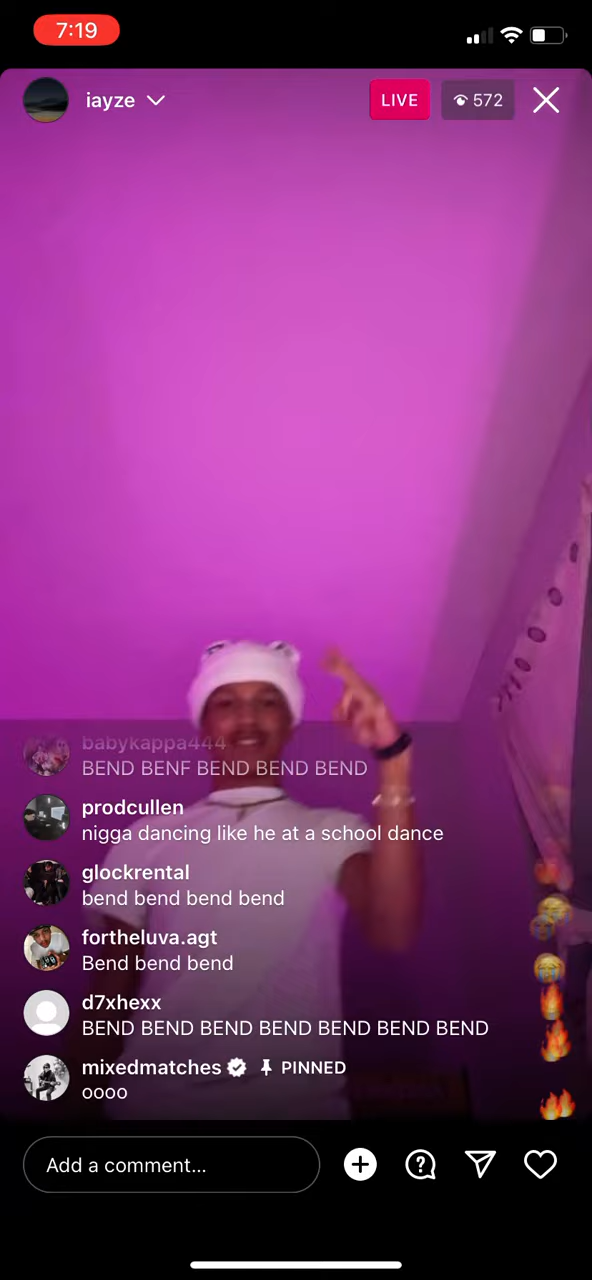 7:19
iayze
LIVE
572
babykappa444
BEND BENF BEND BEND BEND
prodcullen
nigga dancing like he at a school dance
glockrental
bend bend bend bend
fortheluva.agt
Bend bend bend
d7xhexx
BEND BEND BEND BEND BEND BEND BEND
mixedmatches PINNED
oooo
Add a comment...